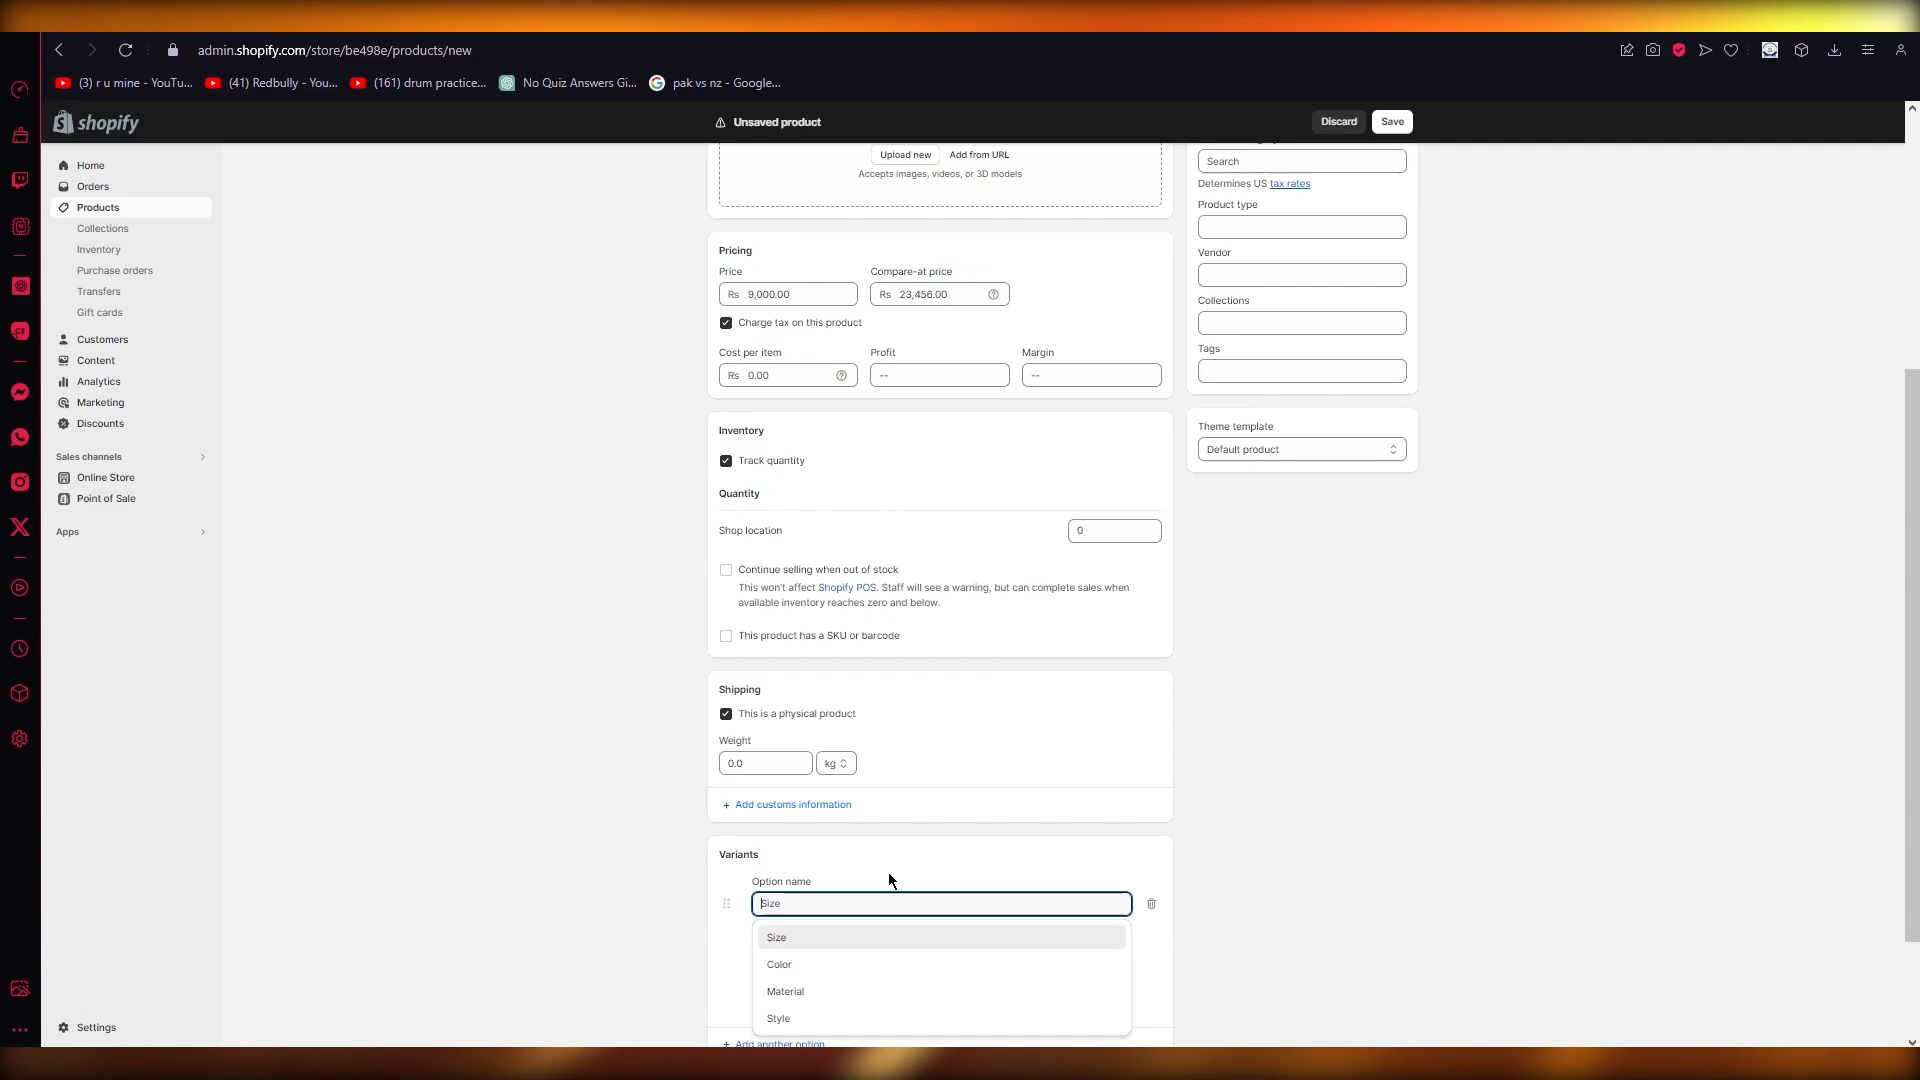 admin.shopify.com/store/be498e/products/new
(3) r u mine - YouTu...
(41) Redbully - You...
(161) drum practice...
No Quiz Answers Gi...
pak vs nz - Google...
shopify
Unsaved product
Discard
Save
Home
Orders
Products
Collections
Inventory
Purchase orders
Transfers
Gift cards
Customers
Content
Analytics
Marketing
Discounts
Sales channels
Online Store
Point of Sale
Apps
Settings
Upload new
Add from URL
Accepts images, videos, or 3D models
Pricing
Price
Compare-at price
Rs 9,000.00
Rs 23,456.00
Charge tax on this product
Cost per item
Profit
Margin
Rs 0.00
--
--
Inventory
Track quantity
Quantity
Shop location
0
Continue selling when out of stock
This won't affect Shopify POS. Staff will see a warning, but can complete sales when
available inventory reaches zero and below.
This product has a SKU or barcode
Shipping
This is a physical product
Weight
0.0
kg
+ Add customs information
Variants
Option name
Size
Size
Color
Material
Style
+ Add another option
Search
Determines US tax rates
Product type
Vendor
Collections
Tags
Theme template
Default product